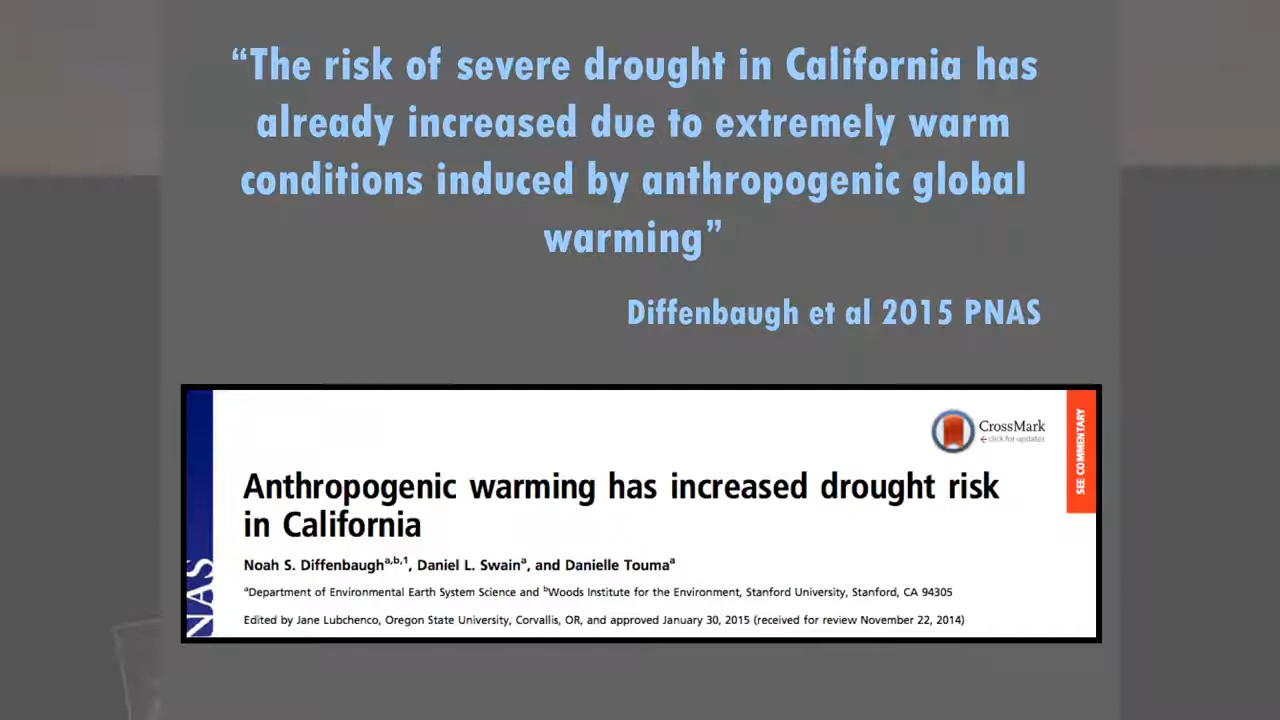 “The risk of severe drought in California has
already increased due to extremely warm
conditions induced by anthropogenic global
warming”
Diffenbaugh et al 2015 PNAS
CrossMark
click for updates
SEE COMMENTARY
Anthropogenic warming has increased drought risk
in California
Noah S. Diffenbaugh^a,b,1, Daniel L. Swain^a, and Danielle Touma^a
^aDepartment of Environmental Earth System Science and ^bWoods Institute for the Environment, Stanford University, Stanford, CA 94305
Edited by Jane Lubchenco, Oregon State University, Corvallis, OR, and approved January 30, 2015 (received for review November 22, 2014)
NAS